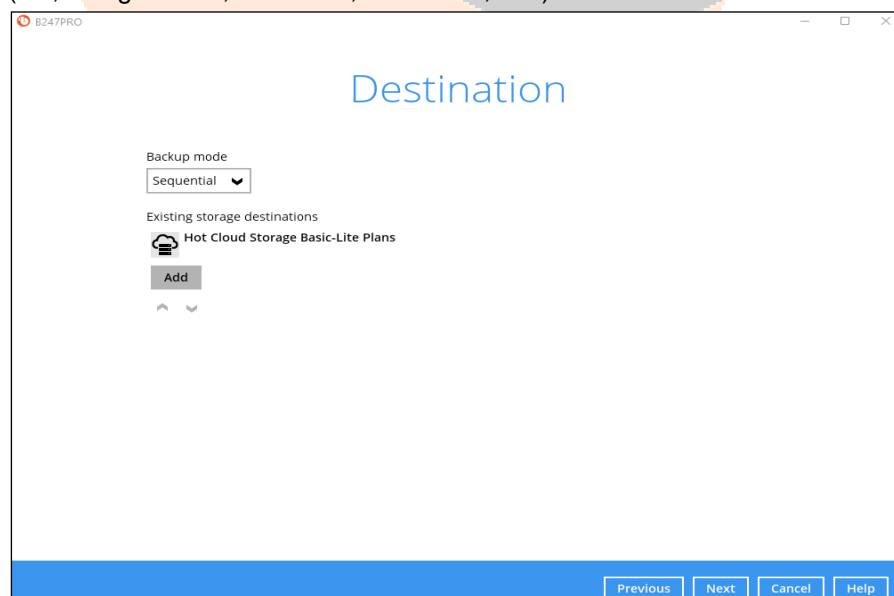 B247PRO
Destination
Backup mode
Sequential
Existing storage destinations
Hot Cloud Storage Basic-Lite Plans
Add
Previous Next Cancel Help